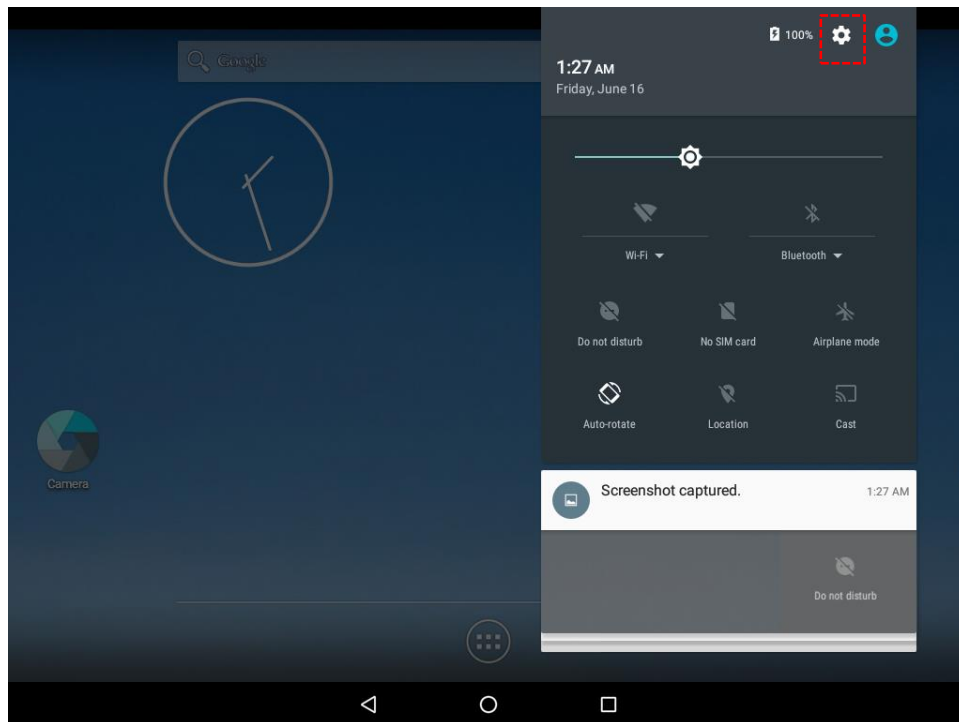 100%
Google
1:27 AM
Friday, June 16
Wi-Fi
Bluetooth
Do not disturb
No SIM card
Airplane mode
Auto-rotate
Location
Cast
Camera
Screenshot captured.
1:27 AM
Do not disturb